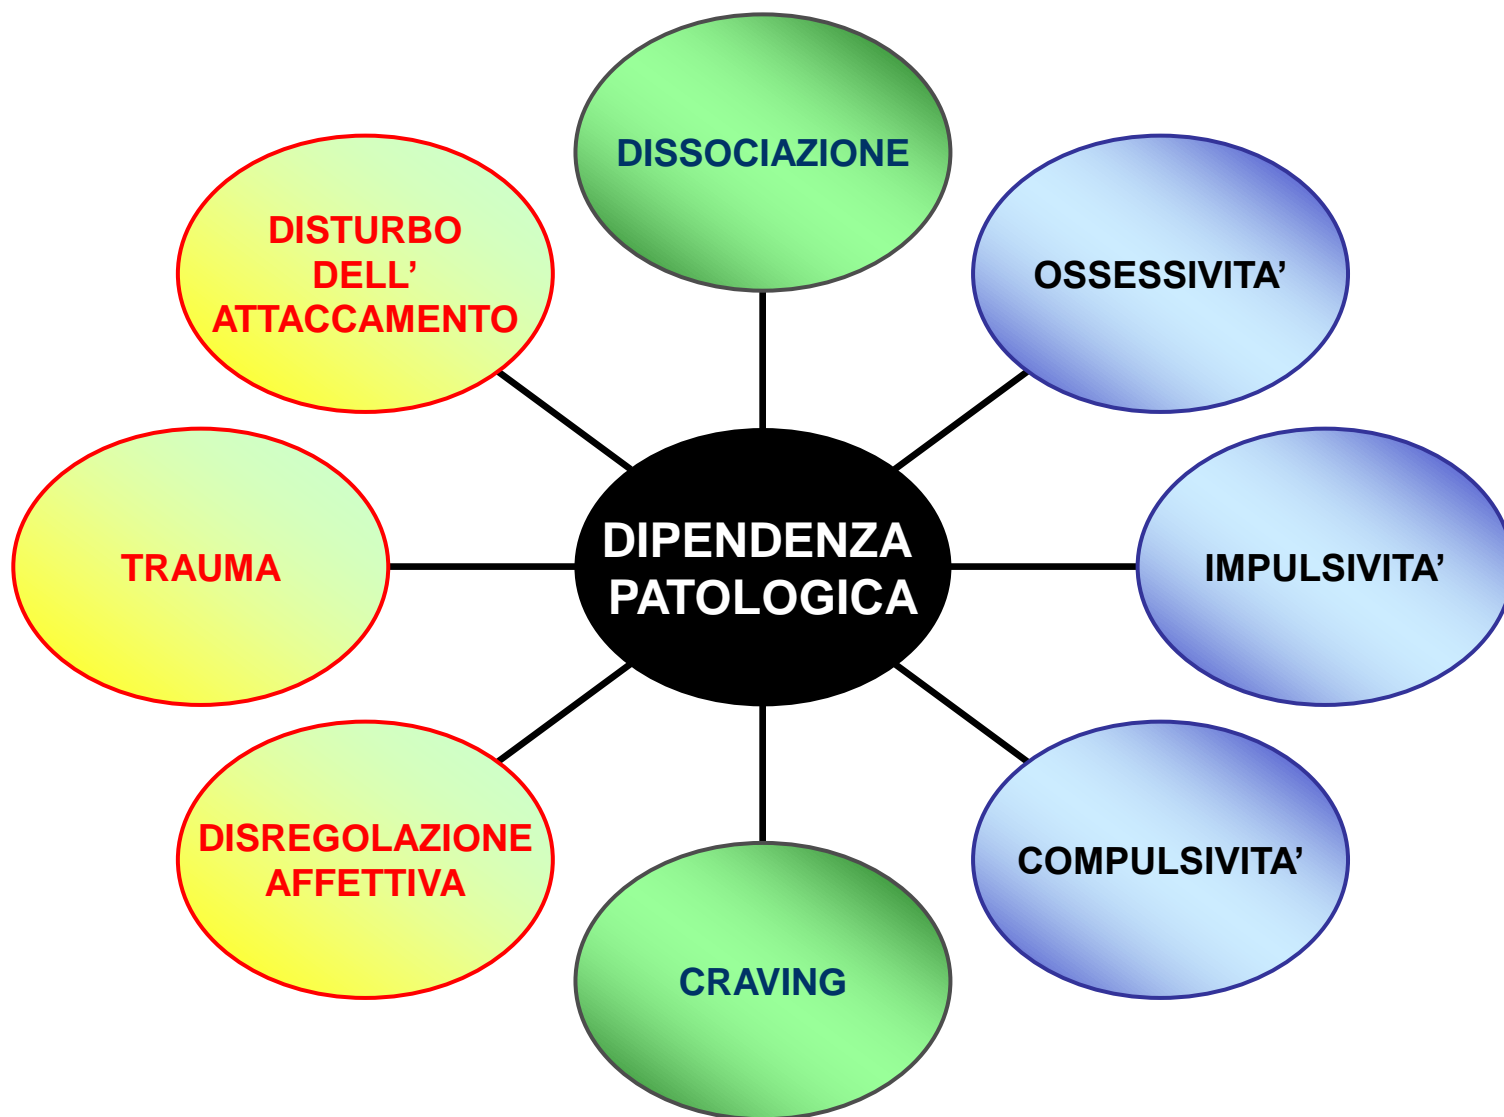 DISSOCIAZIONE
DISTURBO
DELL’
ATTACCAMENTO
OSSESSIVITA’
TRAUMA
DIPENDENZA
PATOLOGICA
IMPULSIVITA’
DISREGOLAZIONE
AFFETTIVA
COMPULSIVITA’
CRAVING